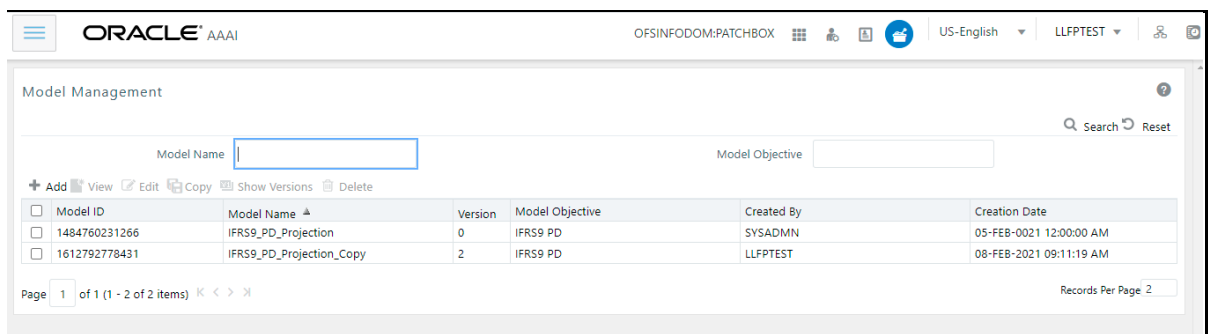 ORACLE® AAAI OFSINFODOM:PATCHBOX US-English LLFPTEST
Model Management
Search Reset
Model Name Model Objective
Add View Edit Copy Show Versions Delete
Model ID Model Name Version Model Objective Created By Creation Date
1484760231266 IFRS9_PD_Projection 0 IFRS9 PD SYSADMN 05-FEB-0021 12:00:00 AM
1612792778431 IFRS9_PD_Projection_Copy 2 IFRS9 PD LLFPTEST 08-FEB-2021 09:11:19 AM
Page 1 of 1 (1 - 2 of 2 items) Records Per Page 2